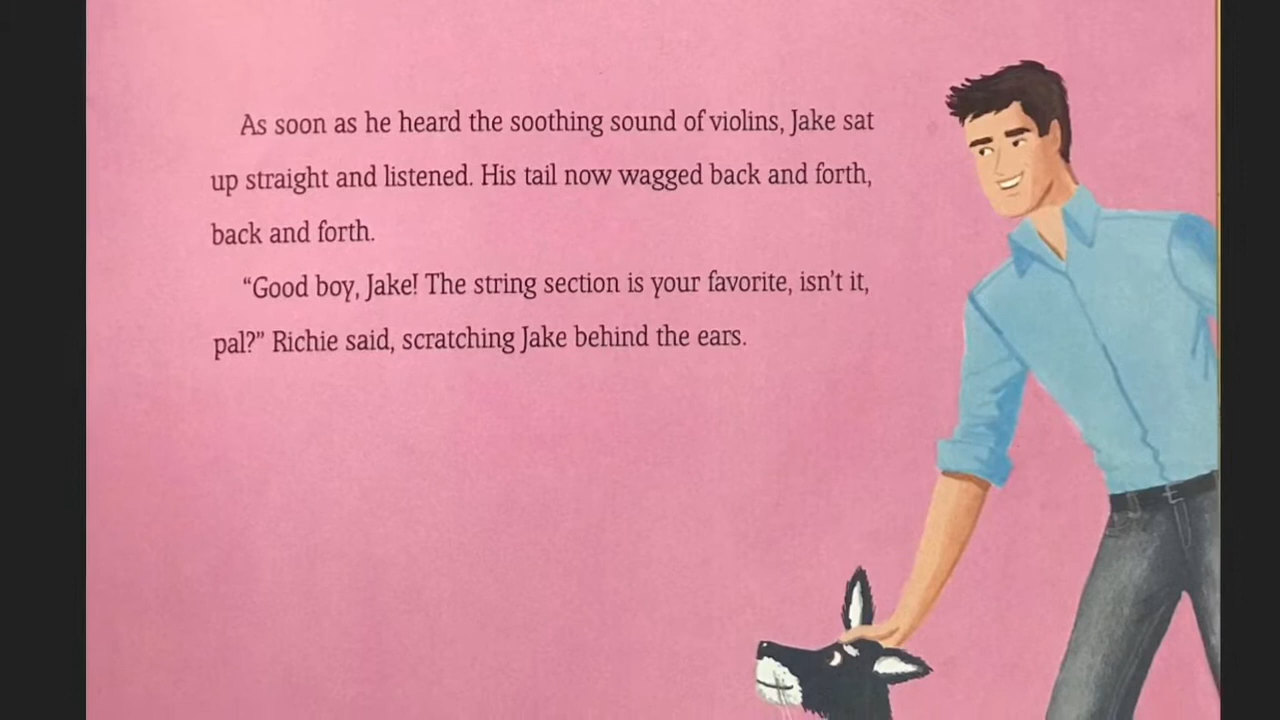 As soon as he heard the soothing sound of violins, Jake sat
up straight and listened. His tail now wagged back and forth,
back and forth.
“Good boy, Jake! The string section is your favorite, isn’t it,
pal?” Richie said, scratching Jake behind the ears.